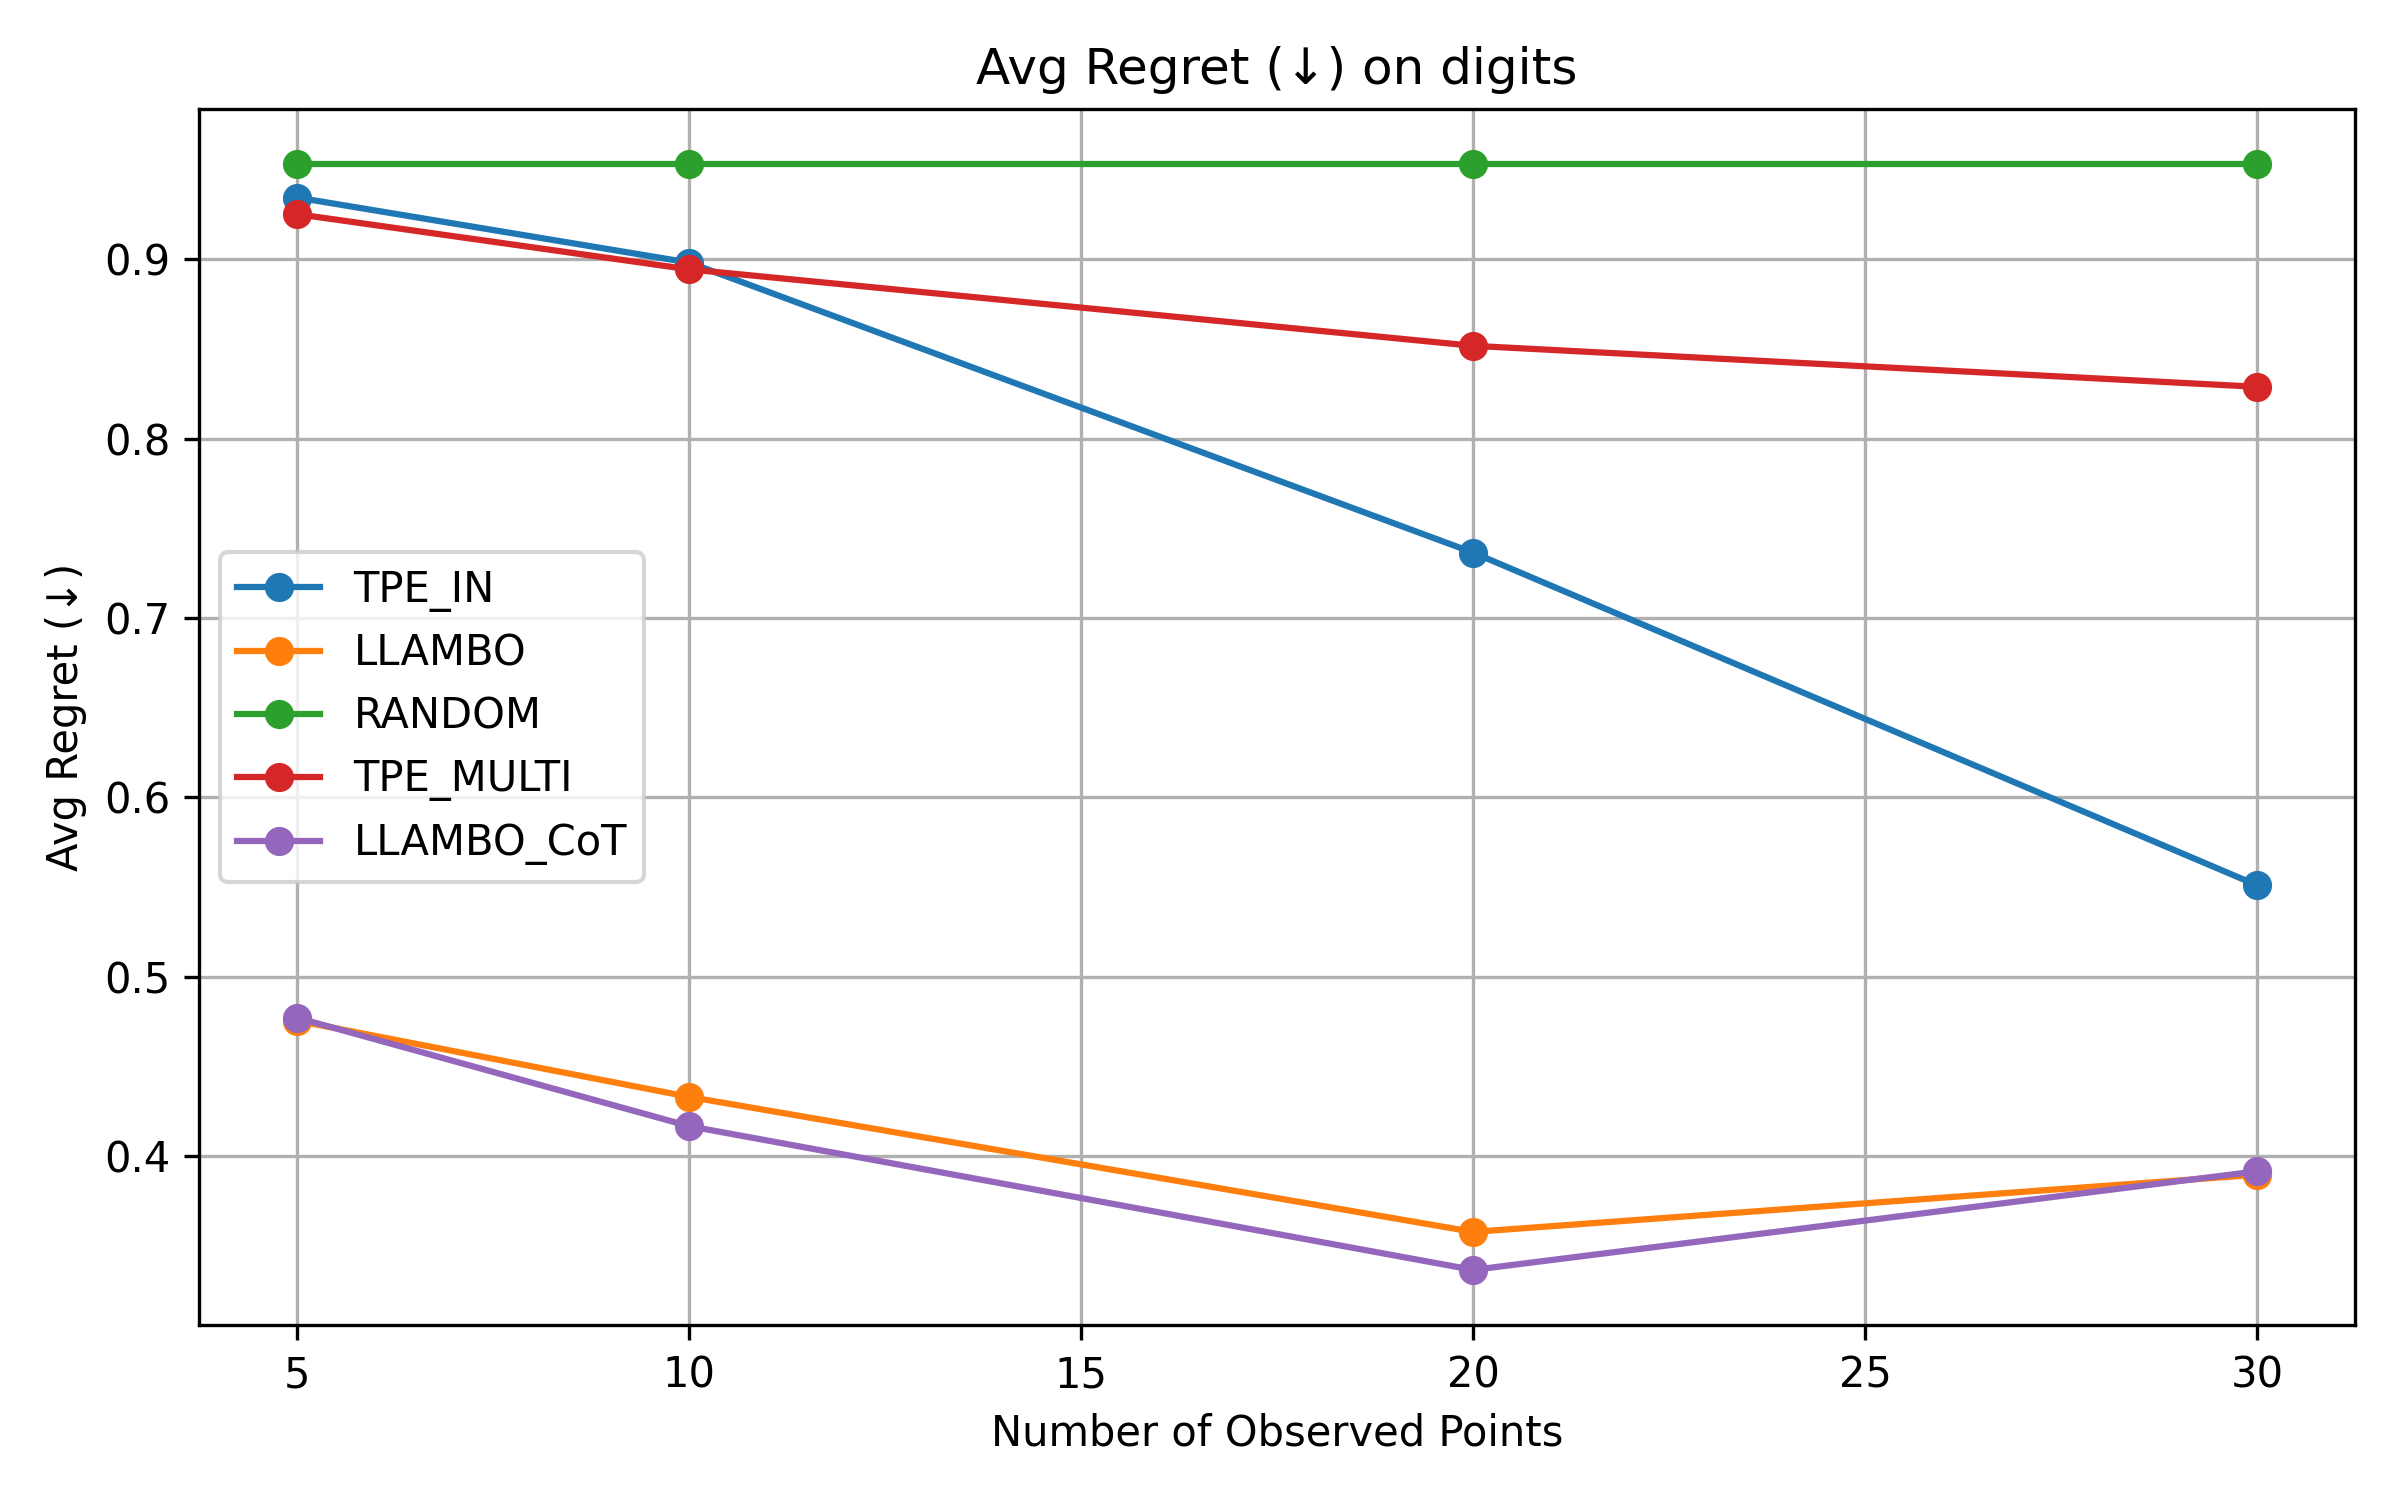 Avg Regret (↓) on digits
Avg Regret (↓)
0.9
0.8
0.7
0.6
0.5
0.4
TPE_IN
LLAMBO
RANDOM
TPE_MULTI
LLAMBO_CoT
5 10 15 20 25 30
Number of Observed Points